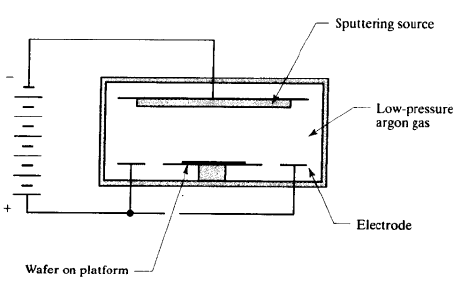 Sputtering source
−
Low-pressure
argon gas
+
Electrode
Wafer on platform